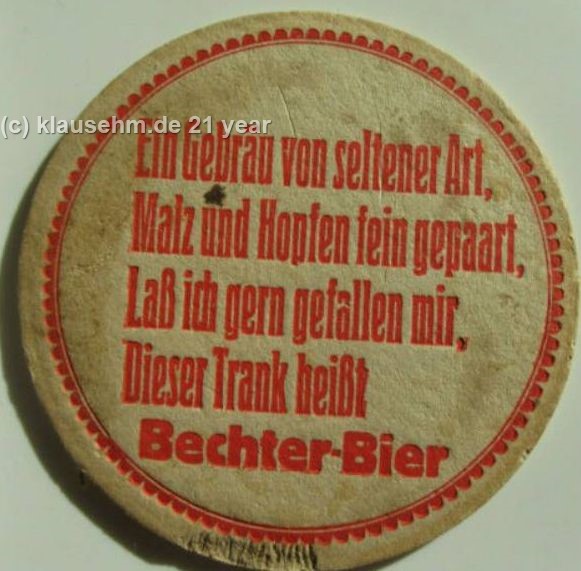 (c) klausehm.de 21 year
Ein Gebräu von seltener Art,
Malz und Hopfen fein gepaart,
Laß ich gern gefallen mir,
Dieser Trank heißt
Bechter-Bier